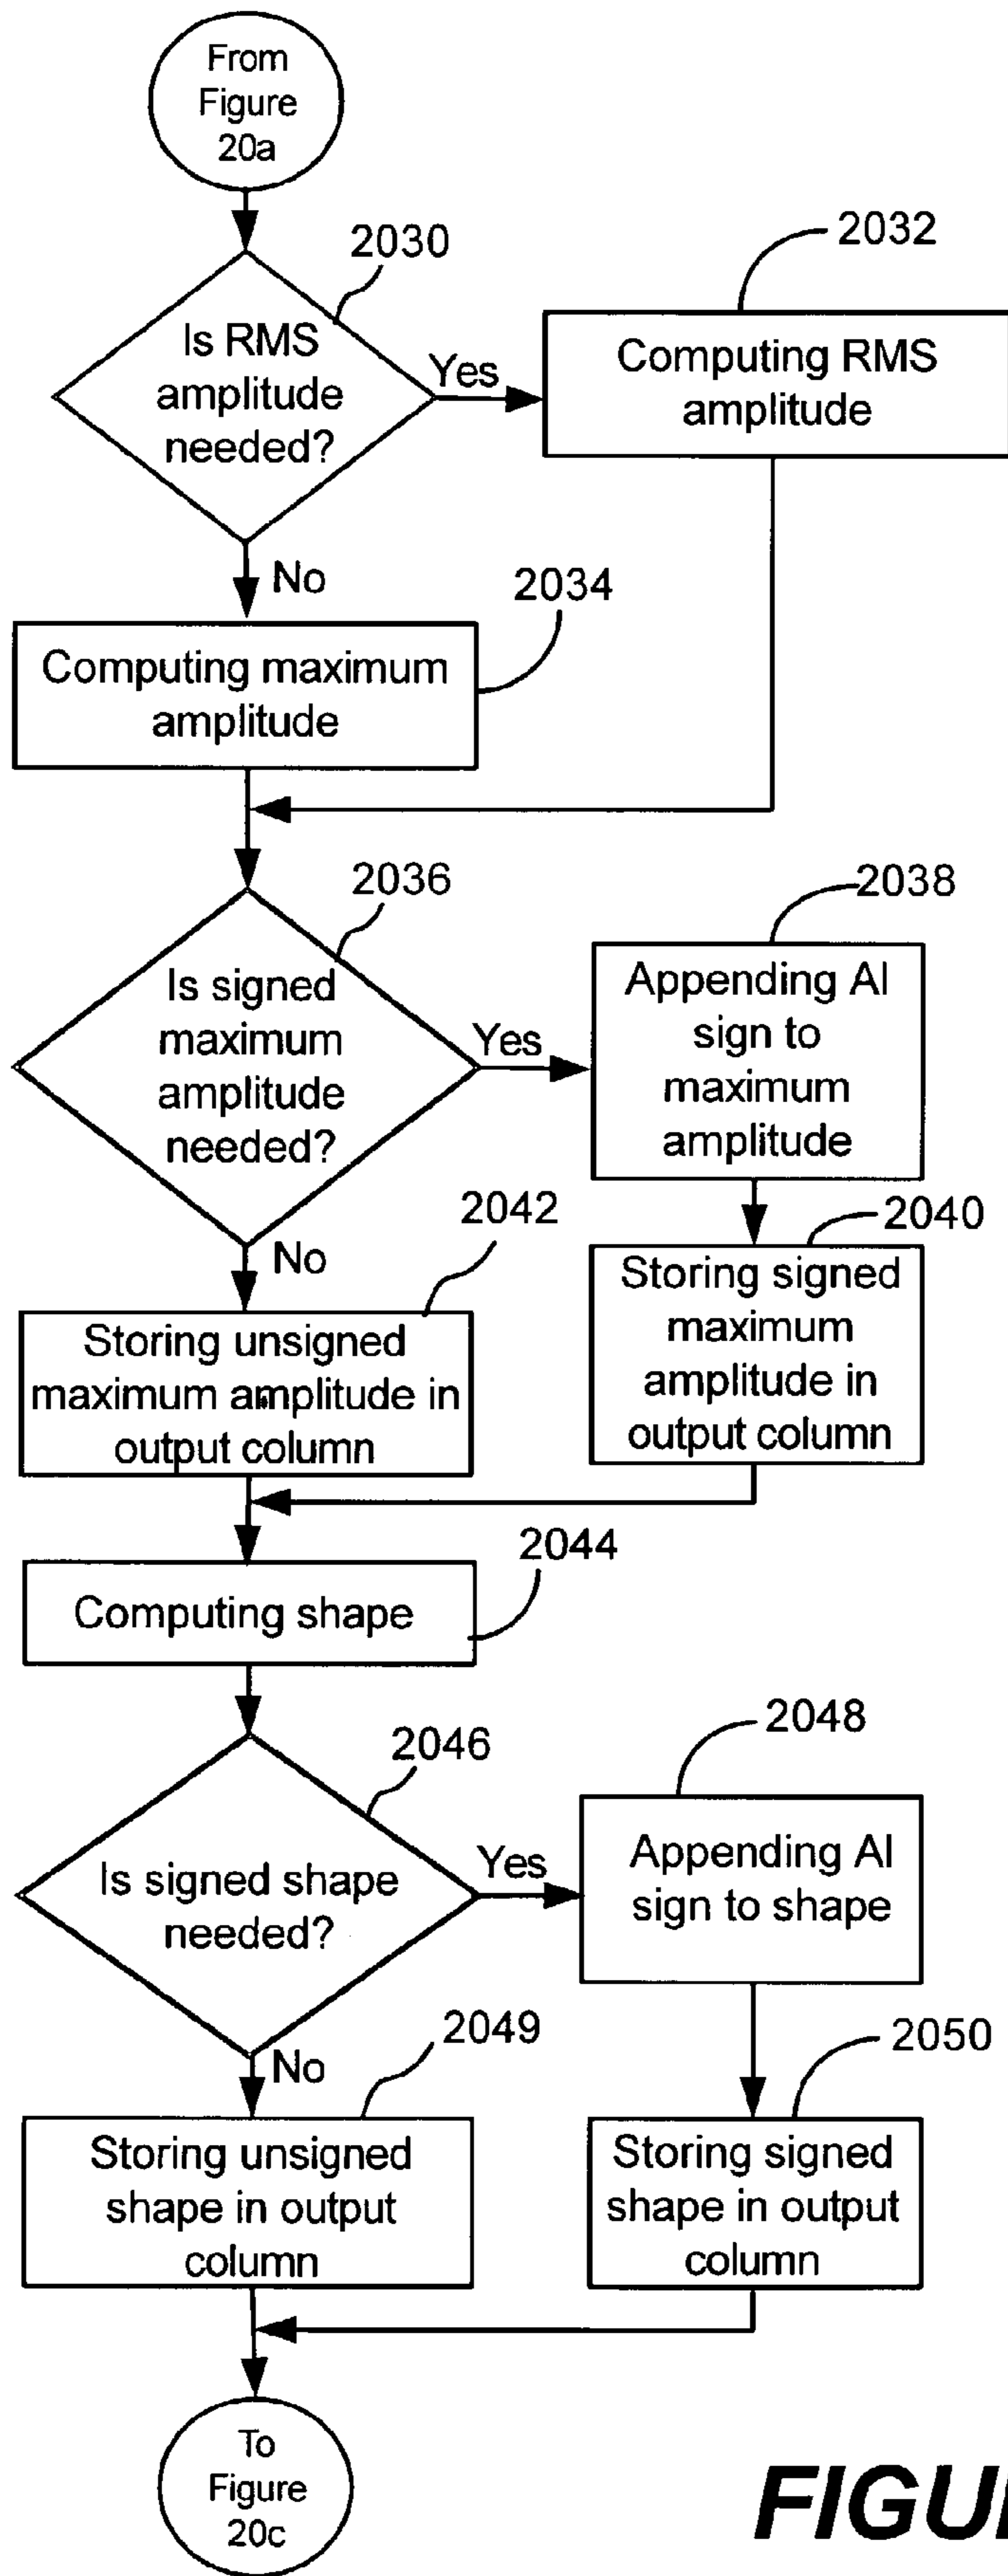 From
Figure
20a
2030
2032
Is RMS
amplitude
needed?
Yes
Computing RMS
amplitude
No
2034
Computing maximum
amplitude
2036
2038
Is signed
maximum
amplitude
needed?
Yes
Appending AI
sign to
maximum
amplitude
2042
2040
No
Storing signed
maximum
amplitude in
output column
Storing unsigned
maximum amplitude in
output column
2044
Computing shape
2046
2048
Is signed shape
needed?
Yes
Appending AI
sign to shape
2049
2050
No
Storing unsigned
shape in output
column
Storing signed
shape in output
column
To
Figure
20c